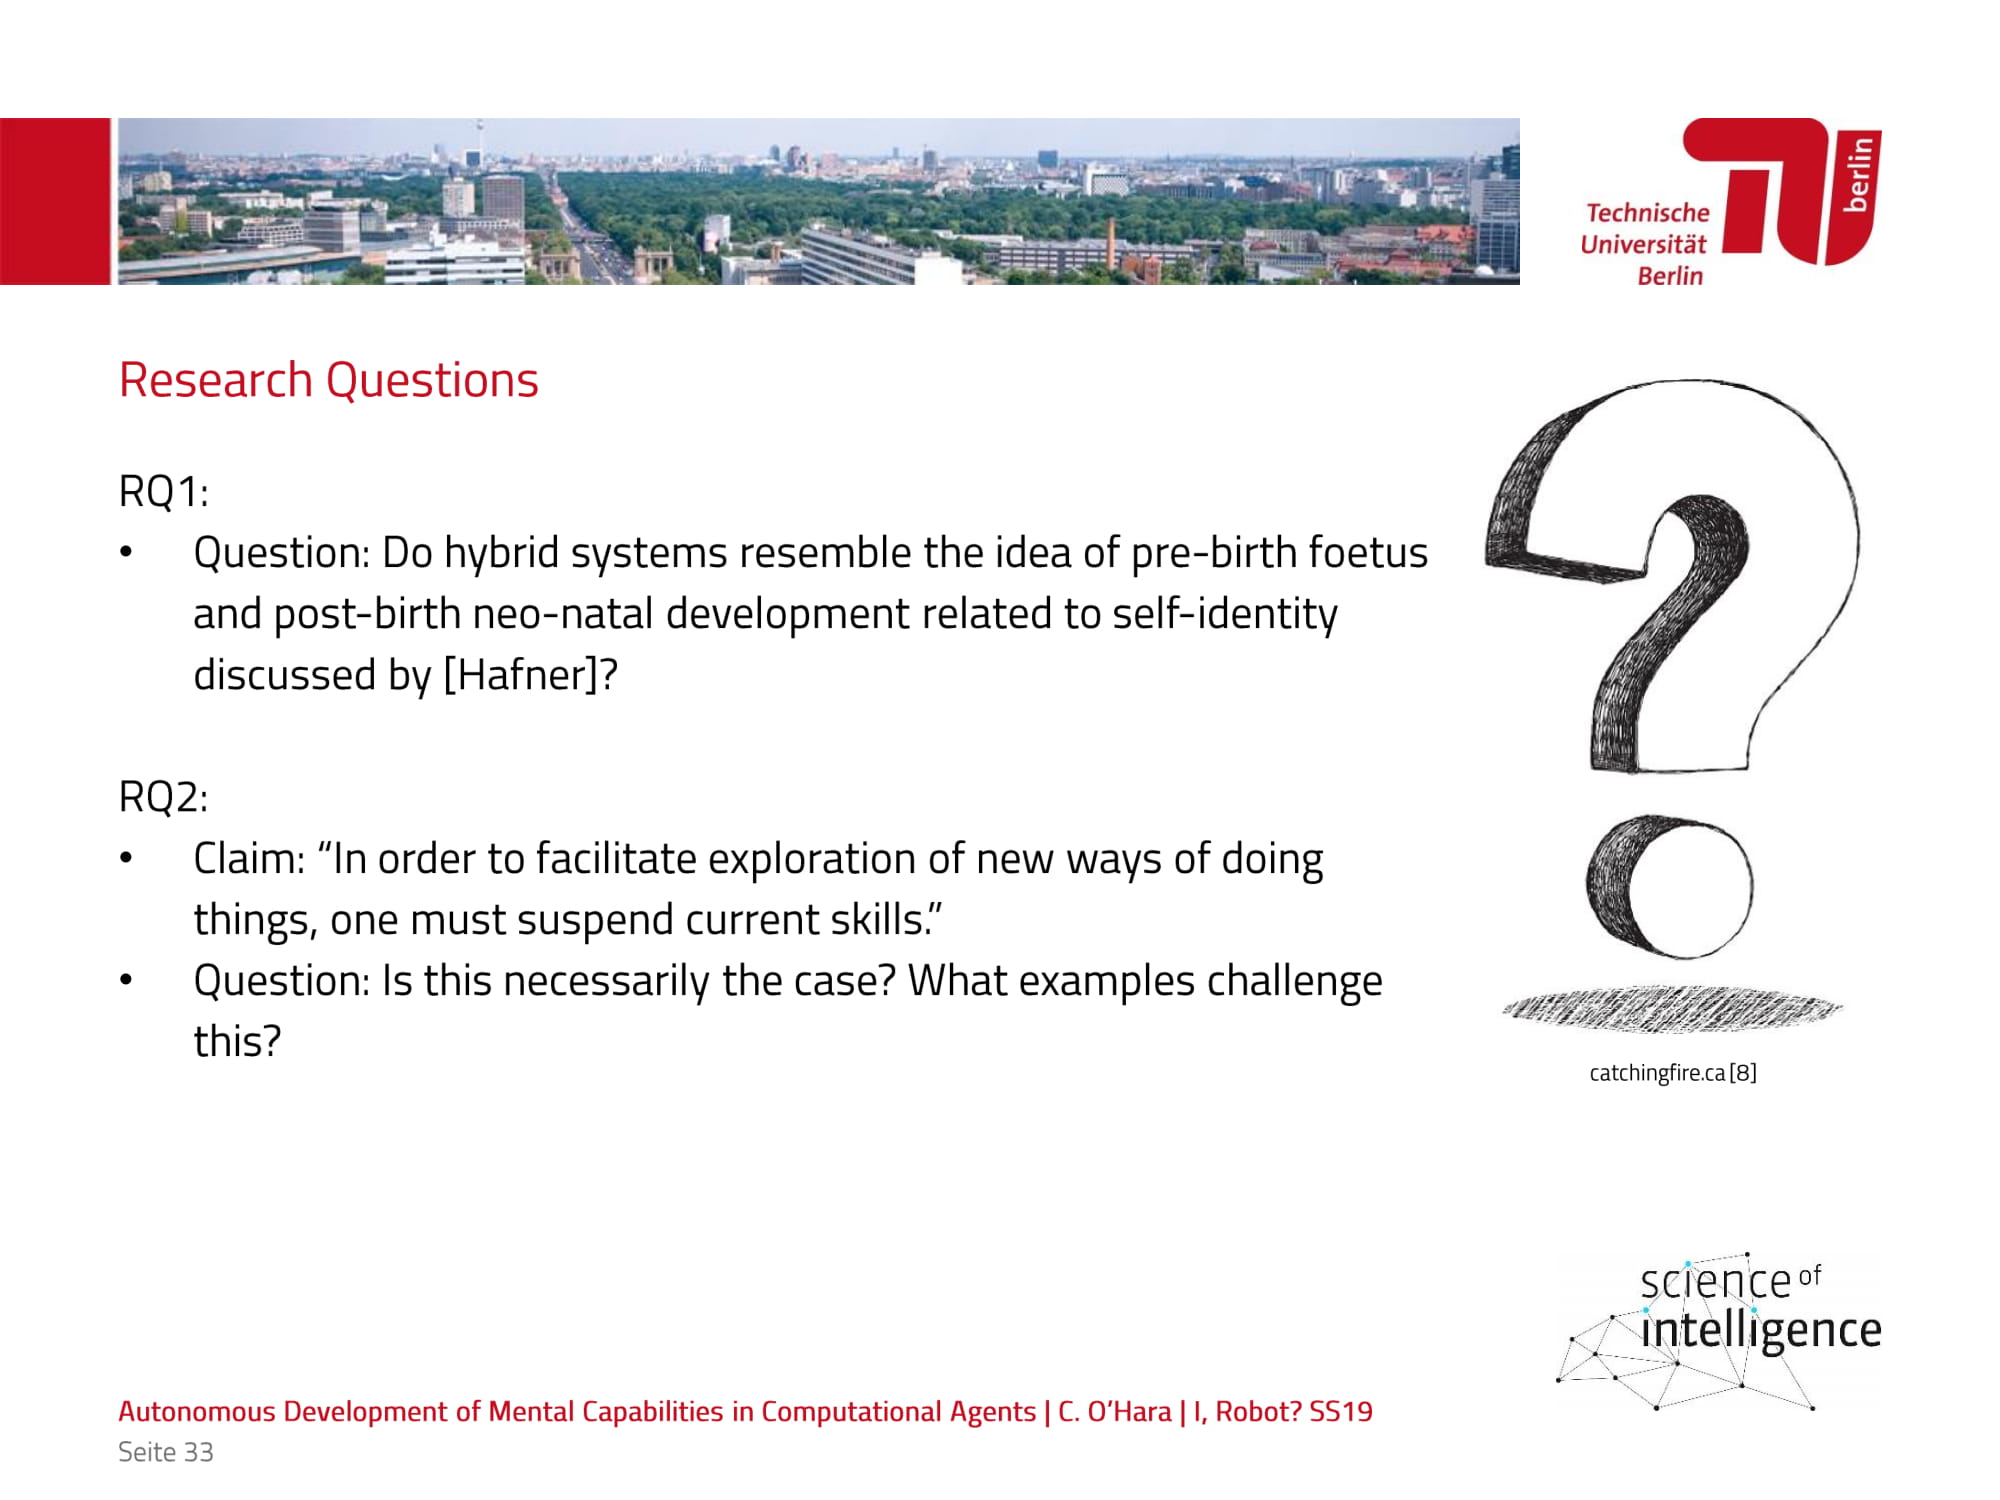 Technische
Universität
Berlin
berlin
Research Questions
RQ1:
• Question: Do hybrid systems resemble the idea of pre-birth foetus
and post-birth neo-natal development related to self-identity
discussed by [Hafner]?
RQ2:
• Claim: “In order to facilitate exploration of new ways of doing
things, one must suspend current skills.”
• Question: Is this necessarily the case? What examples challenge
this?
catchingfire.ca [8]
science of
intelligence
Autonomous Development of Mental Capabilities in Computational Agents | C. O’Hara | I, Robot? SS19
Seite 33